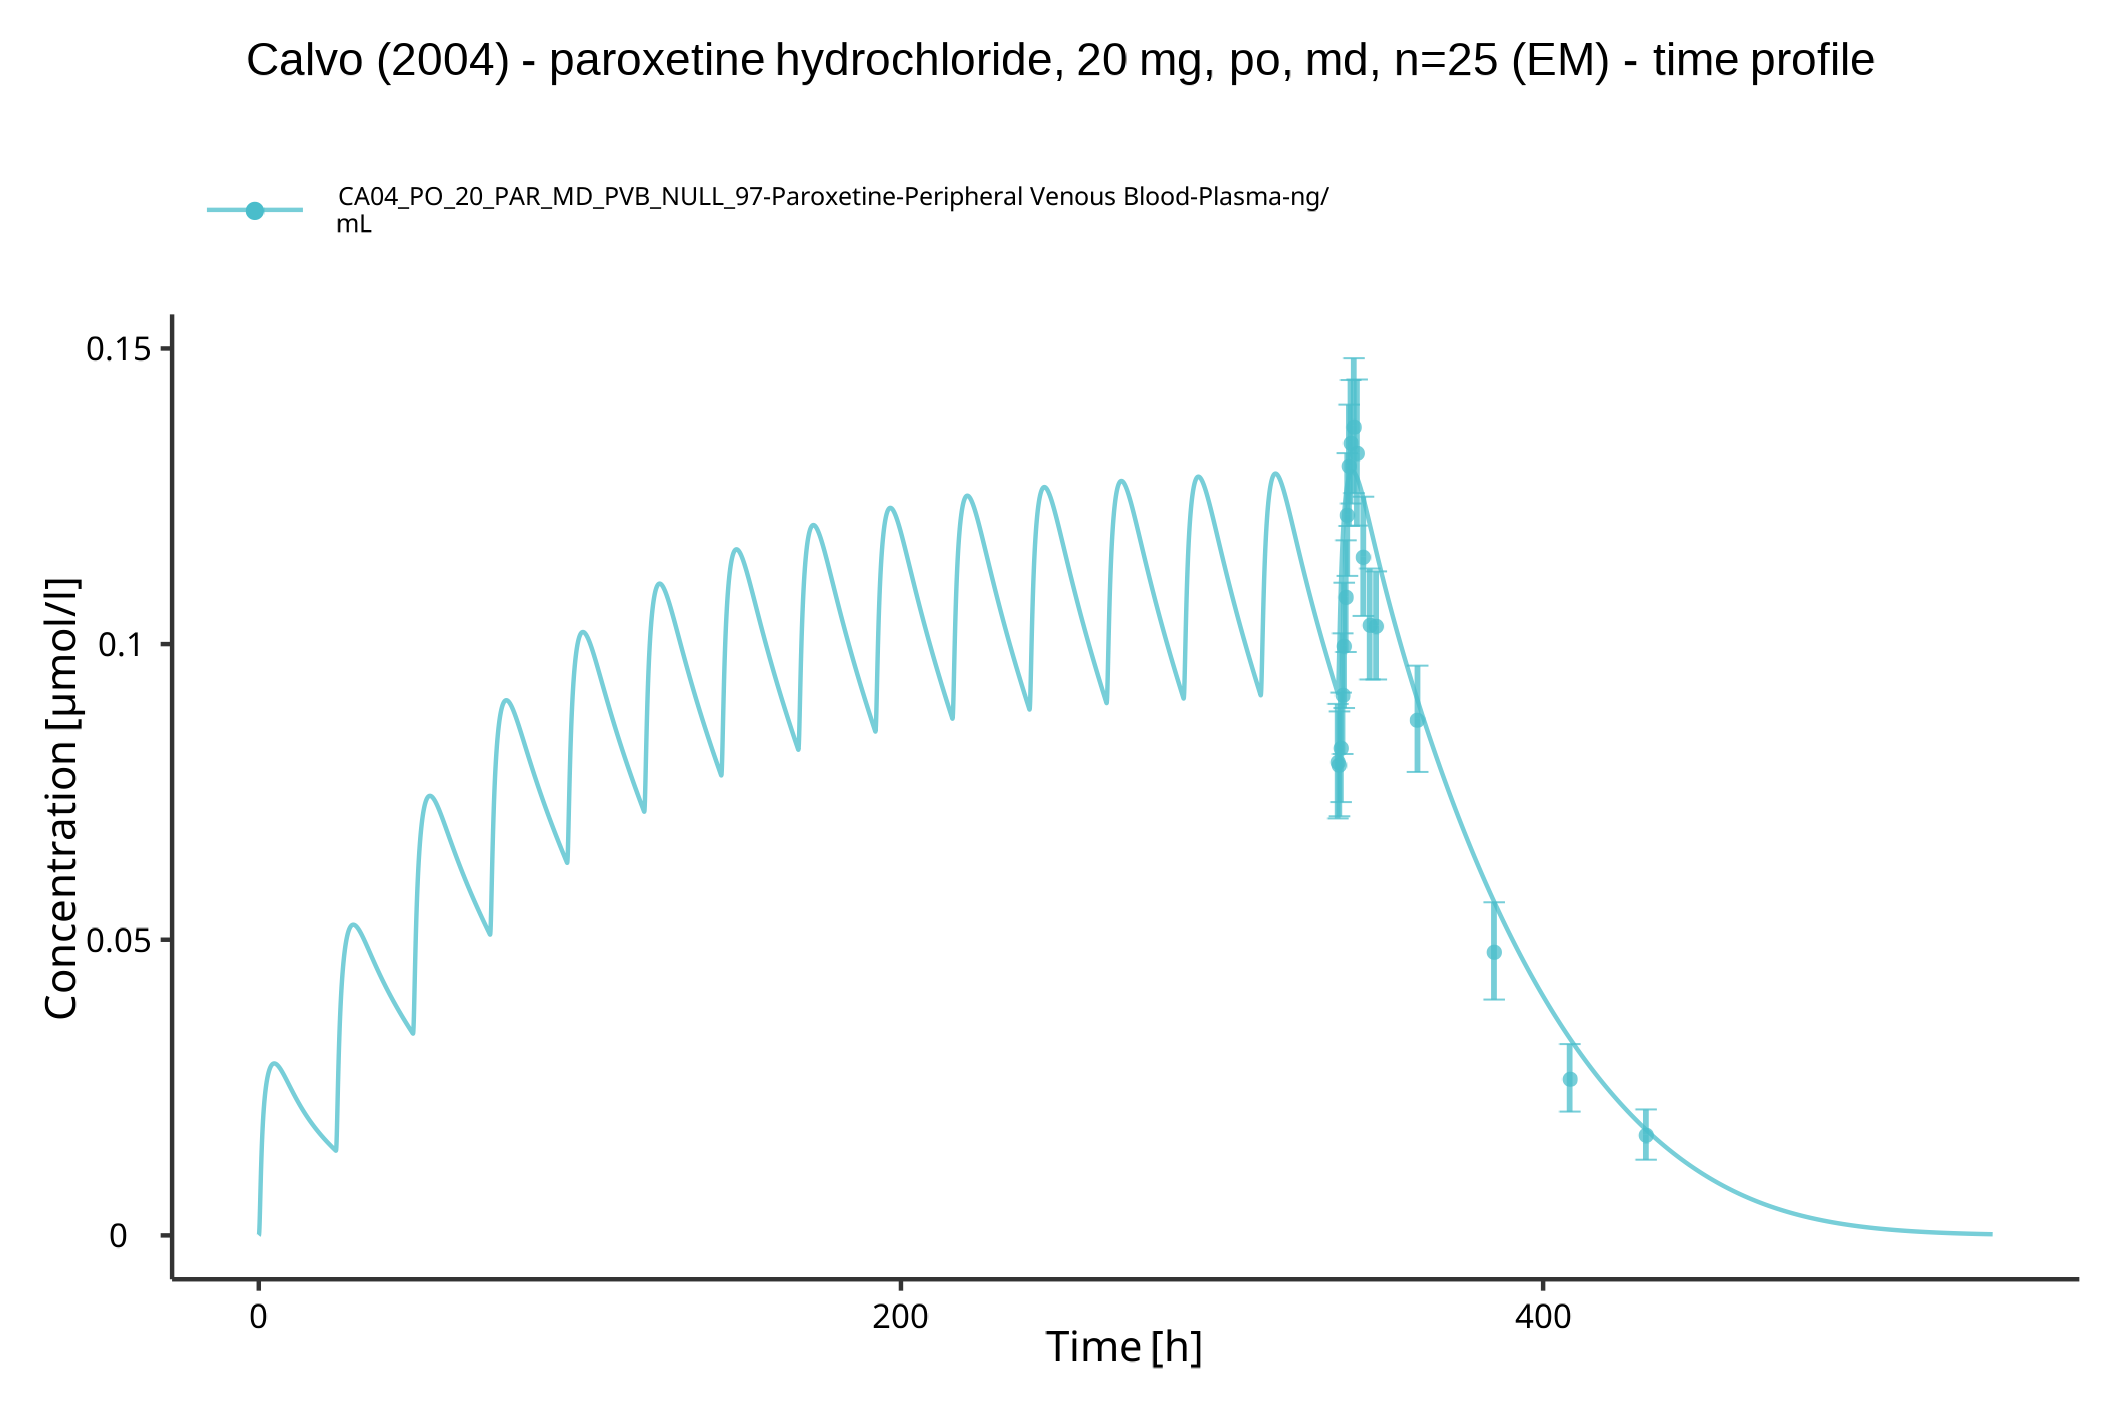 Calvo (2004) - paroxetine hydrochloride, 20 mg, po, md, n=25 (EM) - time profile
CA04_PO_20_PAR_MD_PVB_NULL_97-Paroxetine-Peripheral Venous Blood-Plasma-ng/
mL
Concentration [µmol/l]
0.15
0.1
0.05
0
0
200
400
Time [h]